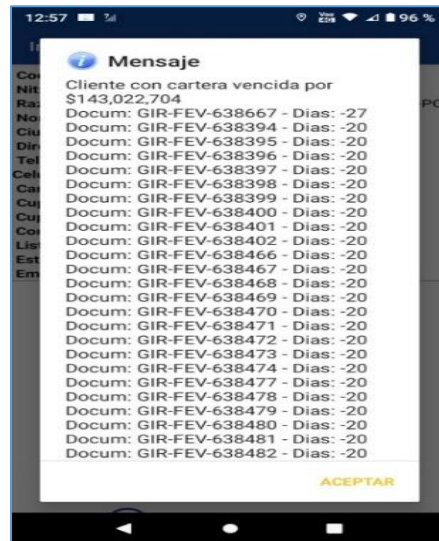 12:57 96 %
Mensaje
Cliente con cartera vencida por
$143,022,704
Docum: GIR-FEV-638667 - Dias: -27
Docum: GIR-FEV-638394 - Dias: -20
Docum: GIR-FEV-638395 - Dias: -20
Docum: GIR-FEV-638396 - Dias: -20
Docum: GIR-FEV-638397 - Dias: -20
Docum: GIR-FEV-638398 - Dias: -20
Docum: GIR-FEV-638399 - Dias: -20
Docum: GIR-FEV-638400 - Dias: -20
Docum: GIR-FEV-638401 - Dias: -20
Docum: GIR-FEV-638402 - Dias: -20
Docum: GIR-FEV-638466 - Dias: -20
Docum: GIR-FEV-638467 - Dias: -20
Docum: GIR-FEV-638468 - Dias: -20
Docum: GIR-FEV-638469 - Dias: -20
Docum: GIR-FEV-638470 - Dias: -20
Docum: GIR-FEV-638471 - Dias: -20
Docum: GIR-FEV-638472 - Dias: -20
Docum: GIR-FEV-638473 - Dias: -20
Docum: GIR-FEV-638474 - Dias: -20
Docum: GIR-FEV-638477 - Dias: -20
Docum: GIR-FEV-638478 - Dias: -20
Docum: GIR-FEV-638479 - Dias: -20
Docum: GIR-FEV-638480 - Dias: -20
Docum: GIR-FEV-638481 - Dias: -20
Docum: GIR-FEV-638482 - Dias: -20
ACEPTAR